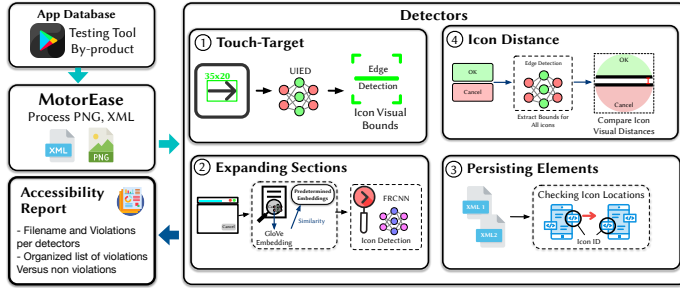 App Database
Testing Tool
By-product
MotorEase
Process PNG, XML
XML
PNG
Accessibility
Report
- Filename and Violations
per detectors
- Organized list of violations
Versus non violations
Detectors
1 Touch-Target
35x20
UIED
Edge
Detection
Icon Visual
Bounds
4 Icon Distance
OK
Cancel
Edge Detection
Extract Bounds for
All icons
OK
Cancel
Compare Icon
Visual Distances
2 Expanding Sections
Cancel
GloVe
Embedding
Predetermined
Embeddings
Similarity
FRCNN
Icon Detection
3 Persisting Elements
XML 1
XML2
Checking Icon Locations
Icon ID